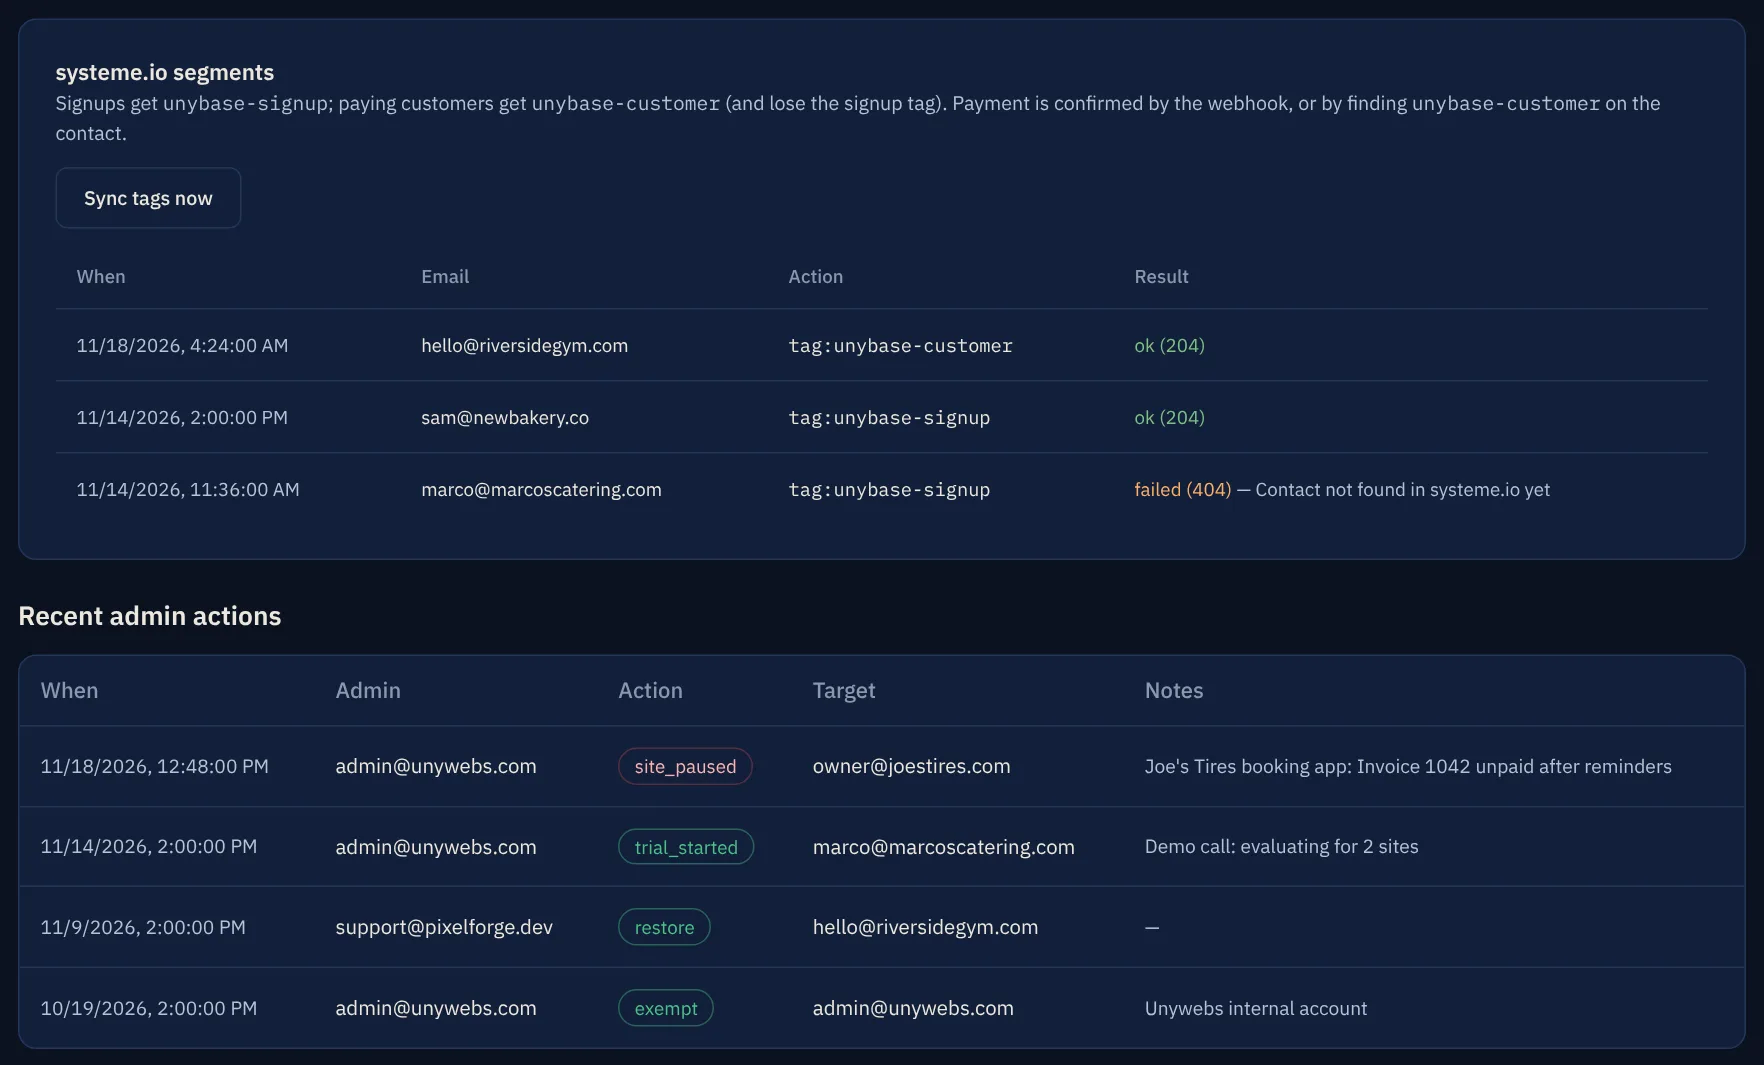 systeme.io segments
Signups get unybase-signup; paying customers get unybase-customer (and lose the signup tag). Payment is confirmed by the webhook, or by finding unybase-customer on the
contact.
Sync tags now
When Email Action Result
11/18/2026, 4:24:00 AM hello@riversidegym.com tag:unybase-customer ok (204)
11/14/2026, 2:00:00 PM sam@newbakery.co tag:unybase-signup ok (204)
11/14/2026, 11:36:00 AM marco@marcoscatering.com tag:unybase-signup failed (404) — Contact not found in systeme.io yet
Recent admin actions
When Admin Action Target Notes
11/18/2026, 12:48:00 PM admin@unywebs.com site_paused owner@joestires.com Joe's Tires booking app: Invoice 1042 unpaid after reminders
11/14/2026, 2:00:00 PM admin@unywebs.com trial_started marco@marcoscatering.com Demo call: evaluating for 2 sites
11/9/2026, 2:00:00 PM support@pixelforge.dev restore hello@riversidegym.com —
10/19/2026, 2:00:00 PM admin@unywebs.com exempt admin@unywebs.com Unywebs internal account